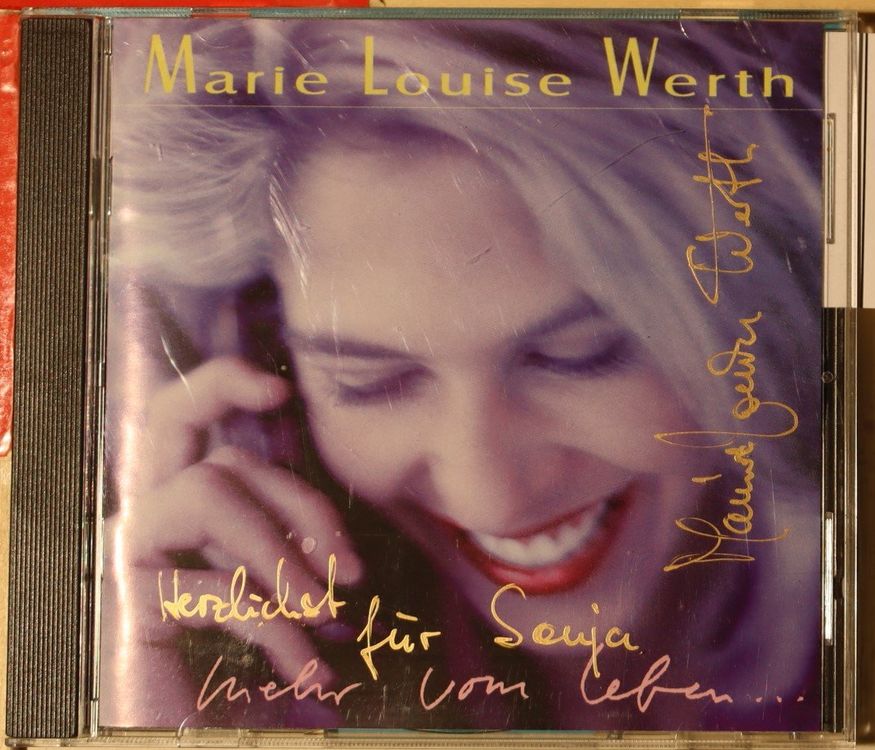 Marie Louise Werth
Marie Louise Werth
Herzlichst
für Sonja
mehr vom leben...